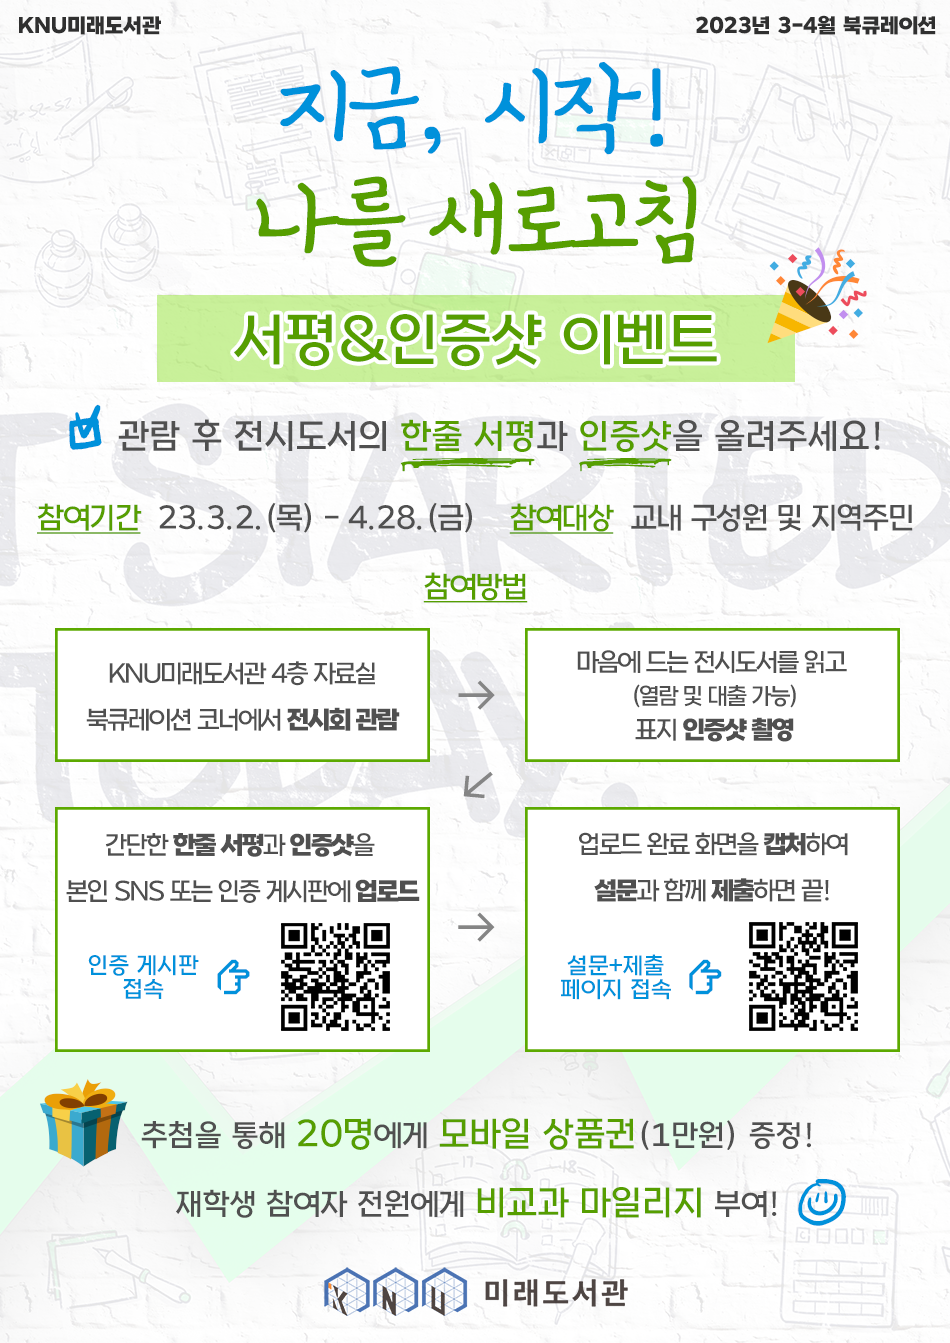 KNU미래도서관
2023년 3-4월 북큐레이션
지금, 시작!
나를 새로고침
서평&인증샷 이벤트
관람 후 전시도서의 한줄 서평과 인증샷을 올려주세요!
참여기간 23.3.2.(목) - 4.28.(금) 참여대상 교내 구성원 및 지역주민
참여방법
KNU미래도서관 4층 자료실
북큐레이션 코너에서 전시회 관람
마음에 드는 전시도서를 읽고
(열람 및 대출 가능)
표지 인증샷 촬영
간단한 한줄 서평과 인증샷을
본인 SNS 또는 인증 게시판에 업로드
인증 게시판
접속
업로드 완료 화면을 캡처하여
설문과 함께 제출하면 끝!
설문+제출
페이지 접속
추첨을 통해 20명에게 모바일 상품권(1만원) 증정!
재학생 참여자 전원에게 비교과 마일리지 부여!
KNU 미래도서관
T STARTED
TODAY.